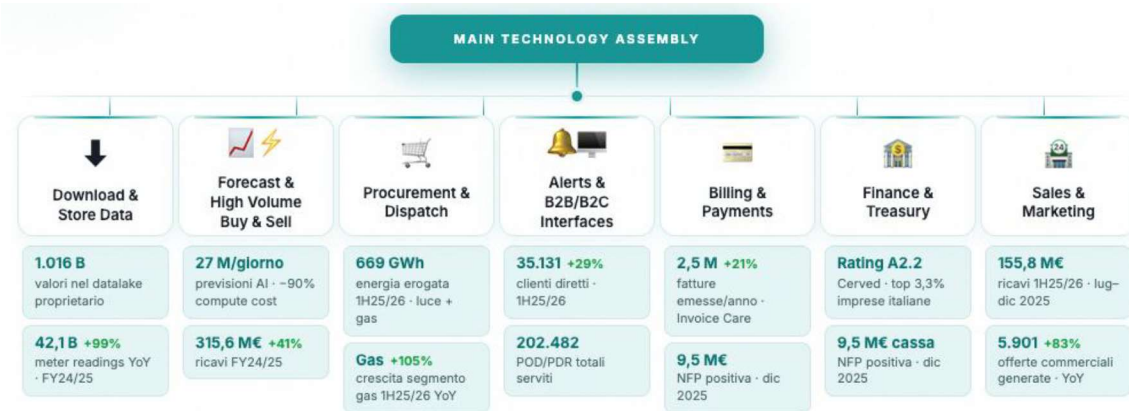 MAIN TECHNOLOGY ASSEMBLY
Download &
Store Data
1.016 B
valori nel datalake
proprietario
42,1 B +99%
meter readings YoY
· FY24/25
Forecast &
High Volume
Buy & Sell
27 M/giorno
previsioni AI · −90%
compute cost
315,6 M€ +41%
ricavi FY24/25
Procurement &
Dispatch
669 GWh
energia erogata
1H25/26 · luce +
gas
Gas +105%
crescita segmento
gas 1H25/26 YoY
Alerts &
B2B/B2C
Interfaces
35.131 +29%
clienti diretti ·
1H25/26
202.482
POD/PDR totali
serviti
Billing &
Payments
2,5 M +21%
fatture
emesse/anno ·
Invoice Care
9,5 M€
NFP positiva · dic
2025
Finance &
Treasury
Rating A2.2
Cerved · top 3,3%
imprese italiane
9,5 M€ cassa
NFP positiva · dic
2025
24
Sales &
Marketing
155,8 M€
ricavi 1H25/26 · lug–
dic 2025
5.901 +83%
offerte commerciali
generate · YoY